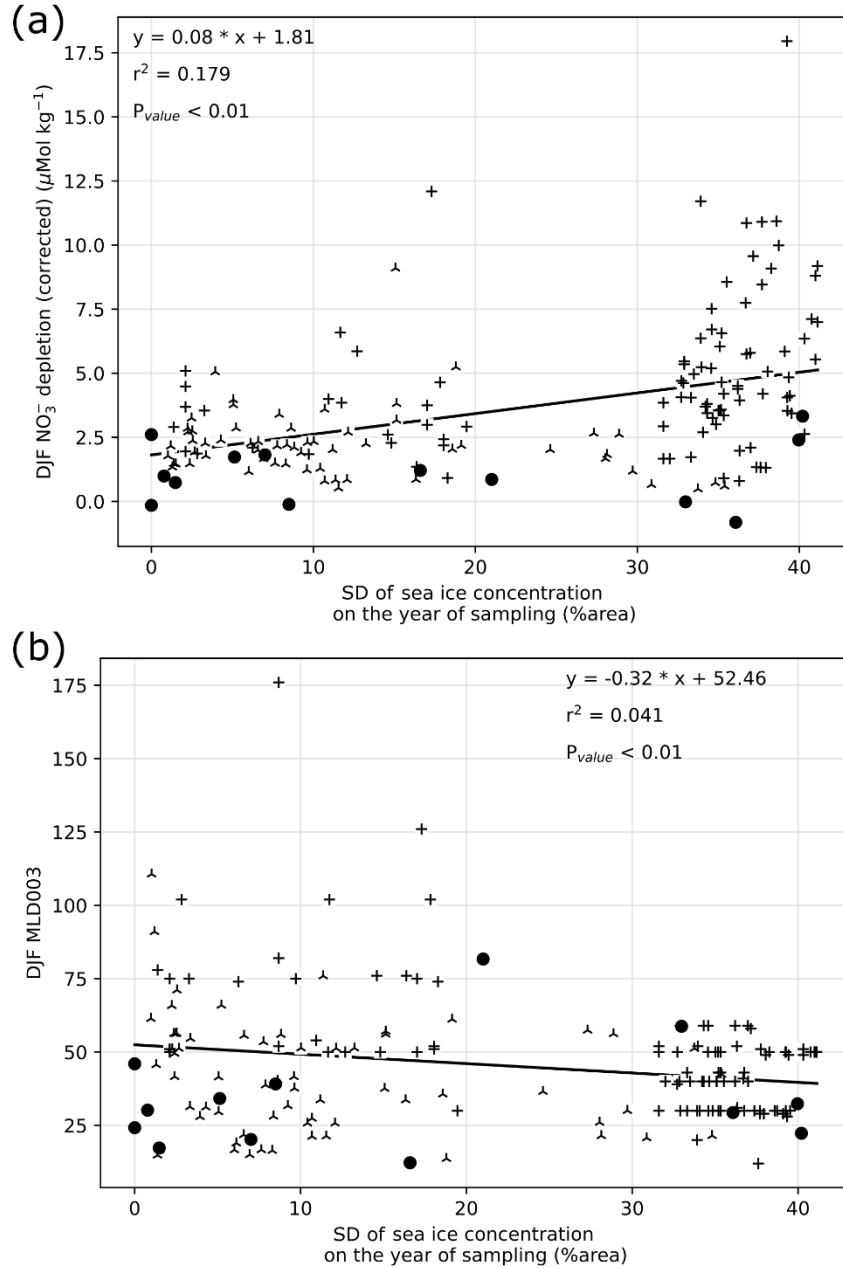 (a)
y = 0.08 * x + 1.81
r² = 0.179
P_value < 0.01
17.5
15.0
12.5
10.0
7.5
5.0
2.5
0.0
DJF NO₃⁻ depletion (corrected) (μMol kg⁻¹)
0 10 20 30 40
SD of sea ice concentration
on the year of sampling (%area)
(b)
y = -0.32 * x + 52.46
r² = 0.041
P_value < 0.01
175
150
125
100
75
50
25
DJF MLD003
0 10 20 30 40
SD of sea ice concentration
on the year of sampling (%area)